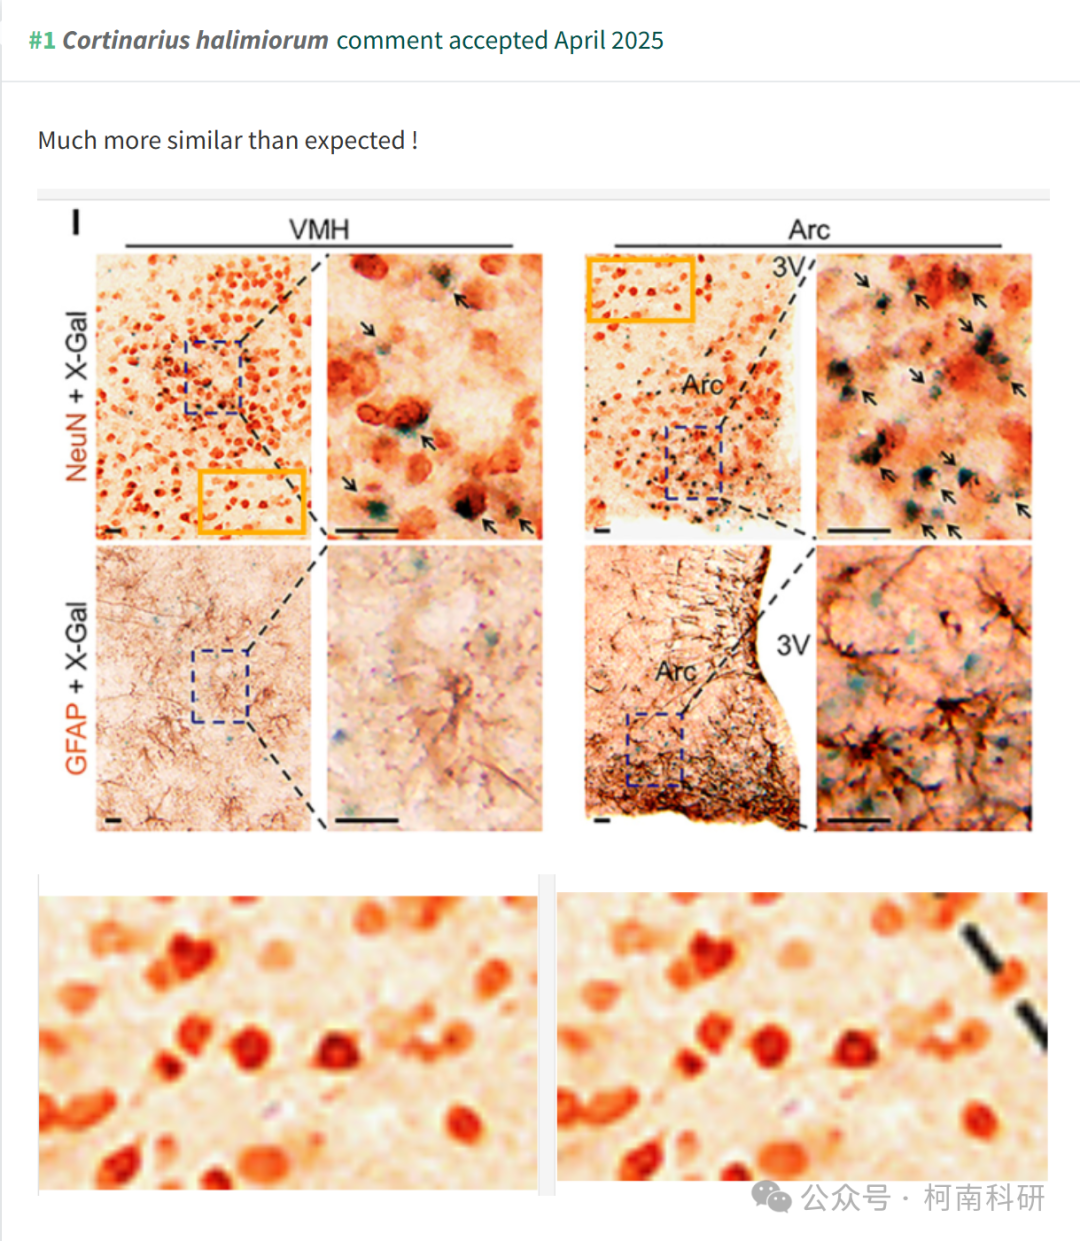 #1 Cortinarius halimiorum comment accepted April 2025
Much more similar than expected !
I
VMH
Arc
NeuN + X-Gal
3V
Arc
GFAP + X-Gal
Arc
3V
公众号 · 柯南科研